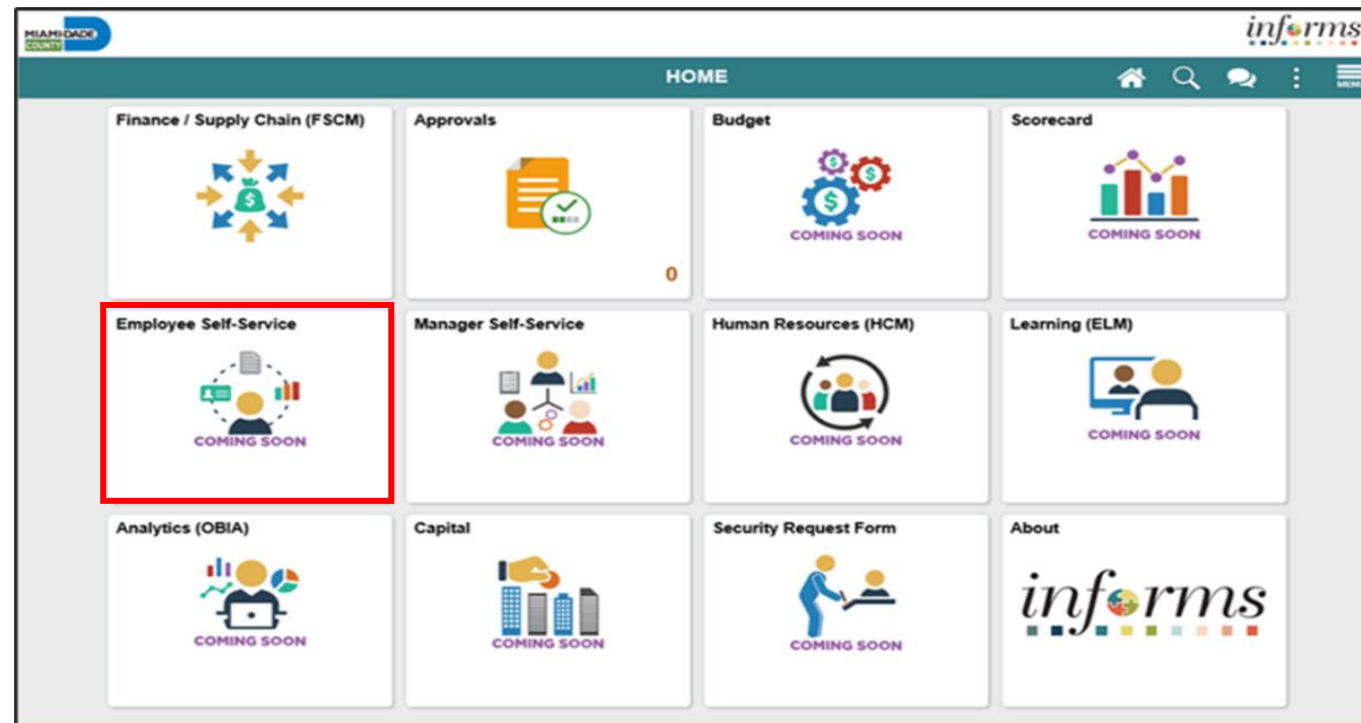 MIAMI-DADE
COUNTY
informs
HOME
MENU
Finance / Supply Chain (FSCM)
Approvals
Budget
Scorecard
COMING SOON
COMING SOON
0
Employee Self-Service
Manager Self-Service
Human Resources (HCM)
Learning (ELM)
COMING SOON
COMING SOON
COMING SOON
COMING SOON
Analytics (OBIA)
Capital
Security Request Form
About
informs
COMING SOON
COMING SOON
COMING SOON